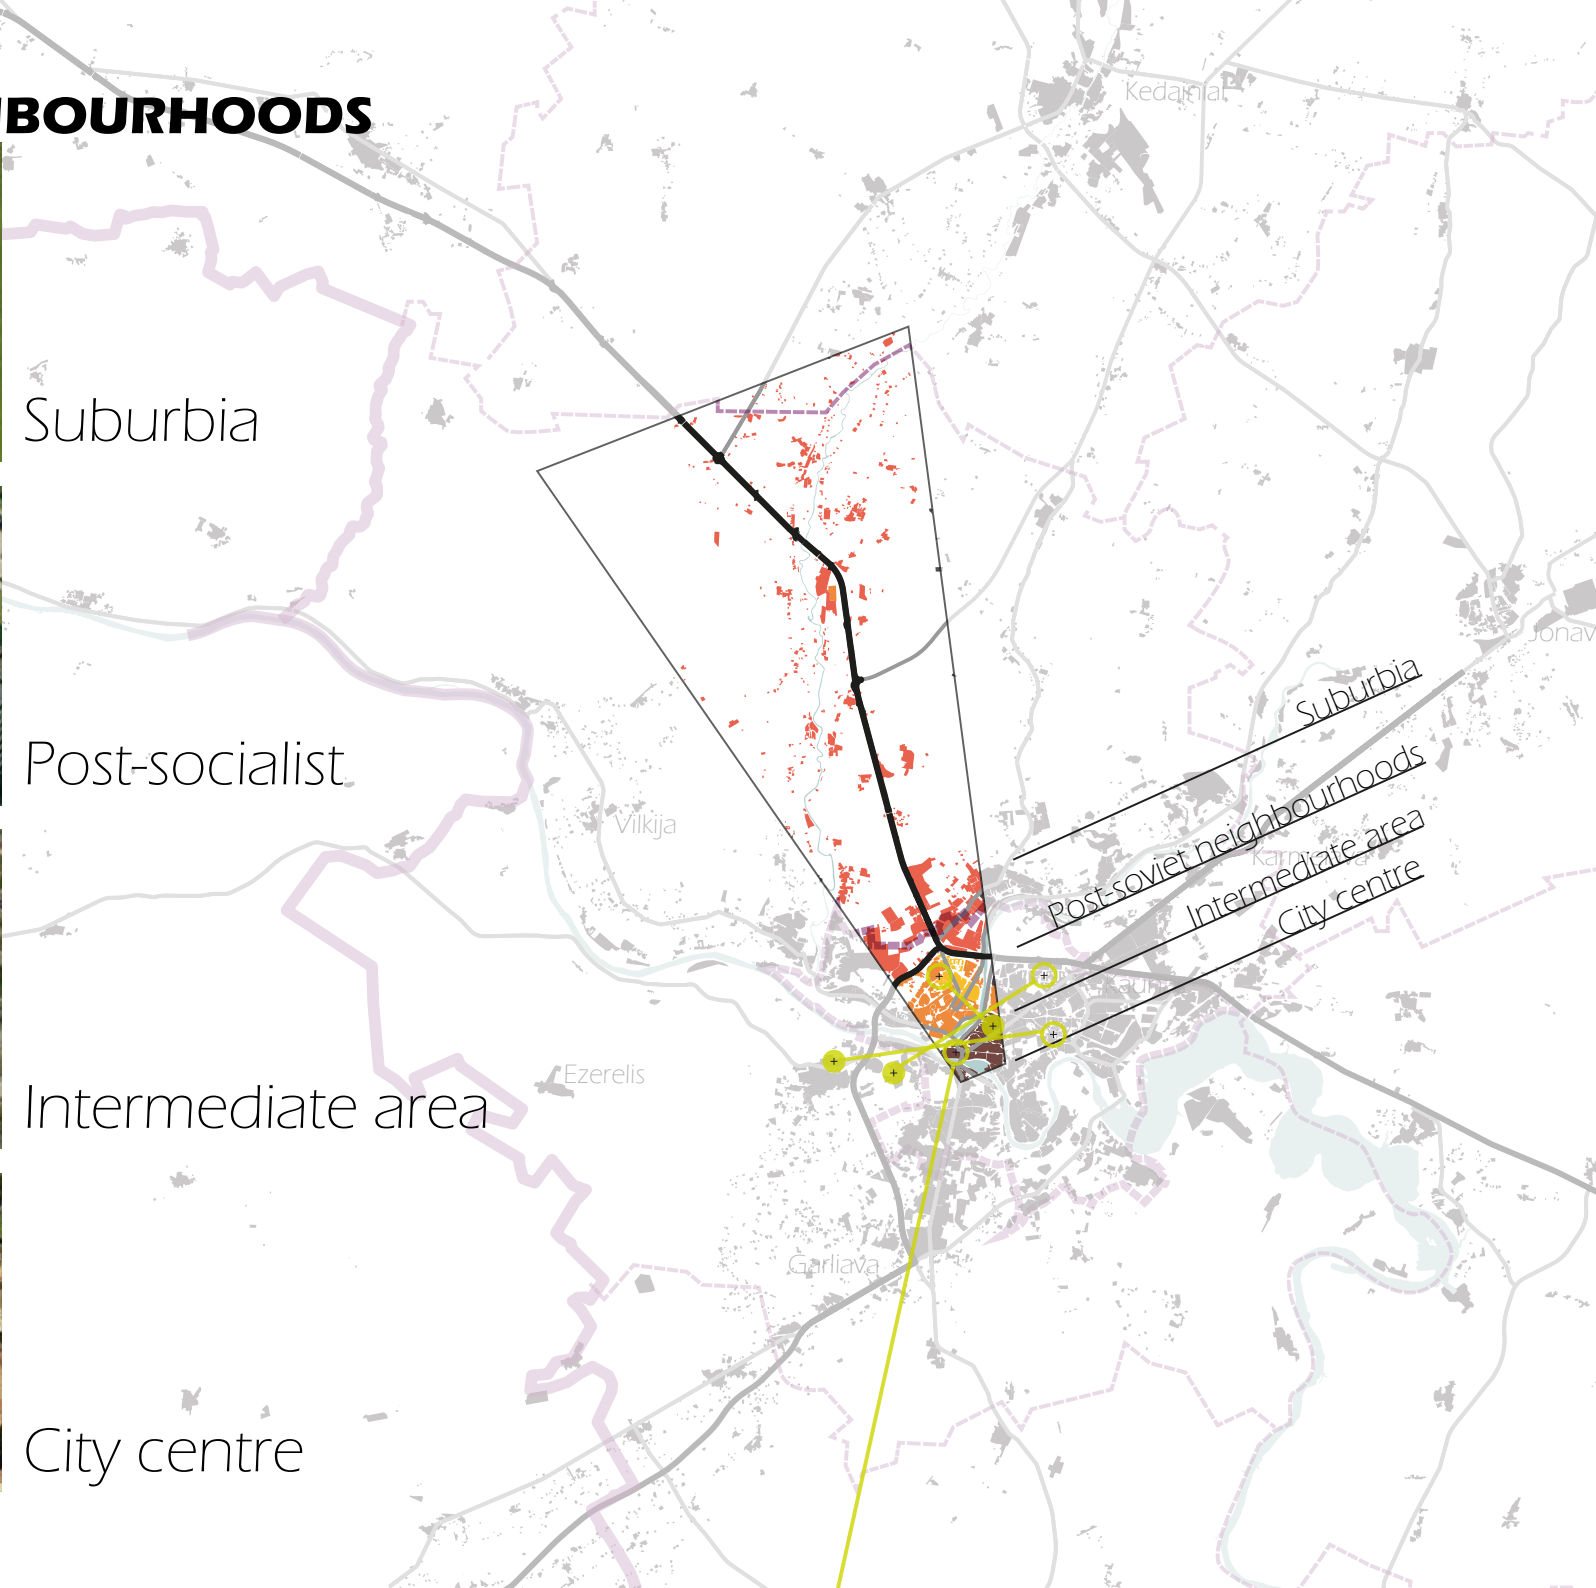 BOURHOODS
Kedainiai
Suburbia
Jonav
Suburbia
Post-socialist
Post-soviet neighbourhoods
Vilkija
Intermediate area
City centre
Ezerelis
Intermediate area
Garliava
City centre